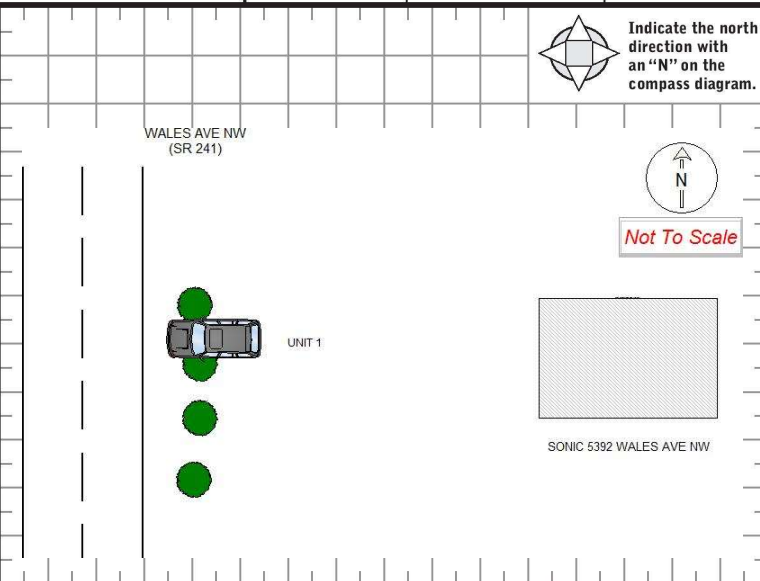 Indicate the north
direction with
an “N” on the
compass diagram.
WALES AVE NW
(SR 241)
N
Not To Scale
UNIT 1
SONIC 5392 WALES AVE NW